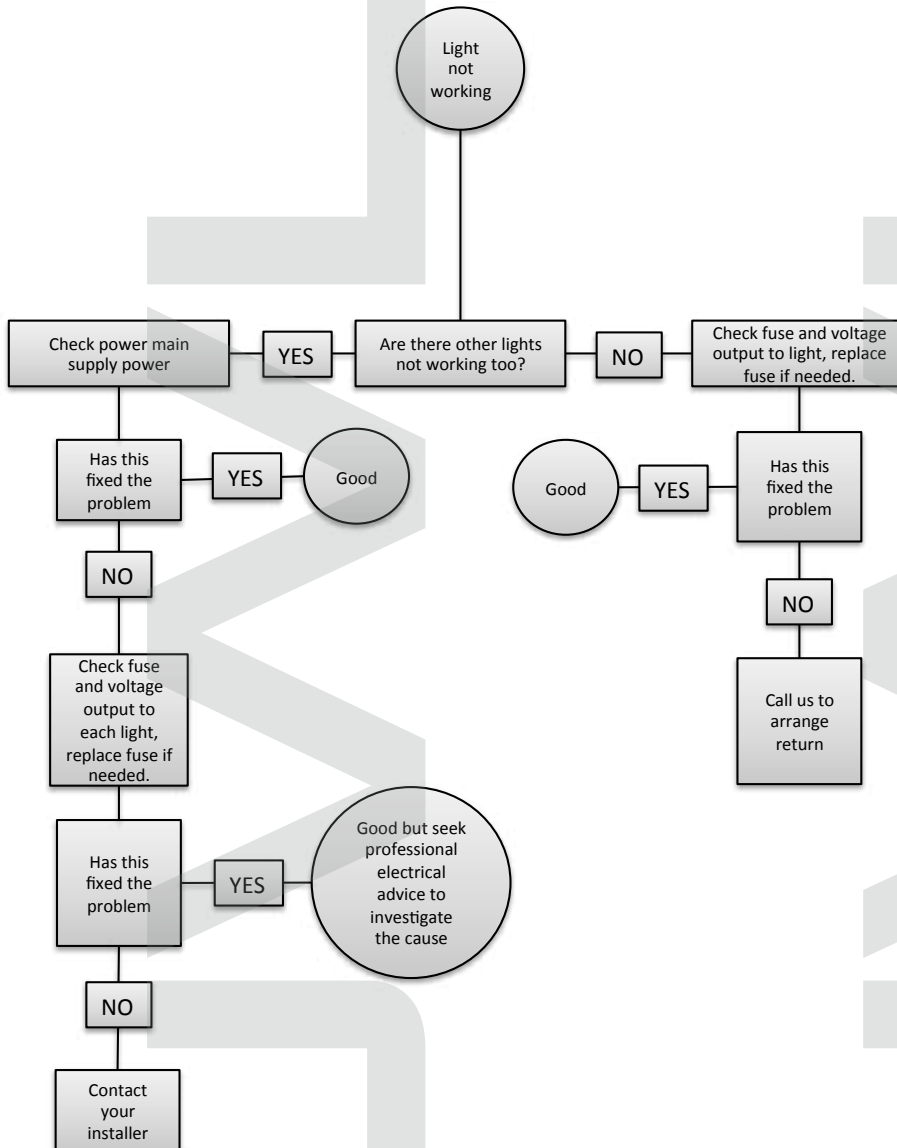 Light
not
working
Check power main
supply power
YES
Are there other lights
not working too?
NO
Check fuse and voltage
output to light, replace
fuse if needed.
Has this
fixed the
problem
YES
Good
Good
YES
Has this
fixed the
problem
NO
NO
Check fuse
and voltage
output to
each light,
replace fuse if
needed.
Call us to
arrange
return
Has this
fixed the
problem
YES
Good but seek
professional
electrical
advice to
investigate
the cause
NO
Contact
your
installer